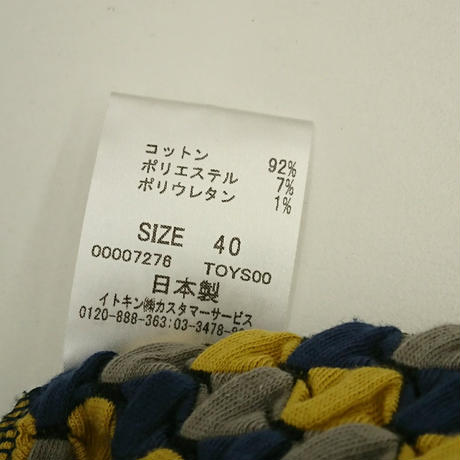 コットン 92%
ポリエステル 7%
ポリウレタン 1%
SIZE 40
00007276 TOYS00
日本製
イトキン㈱カスタマーサービス
0120-888-363:03-3478-8